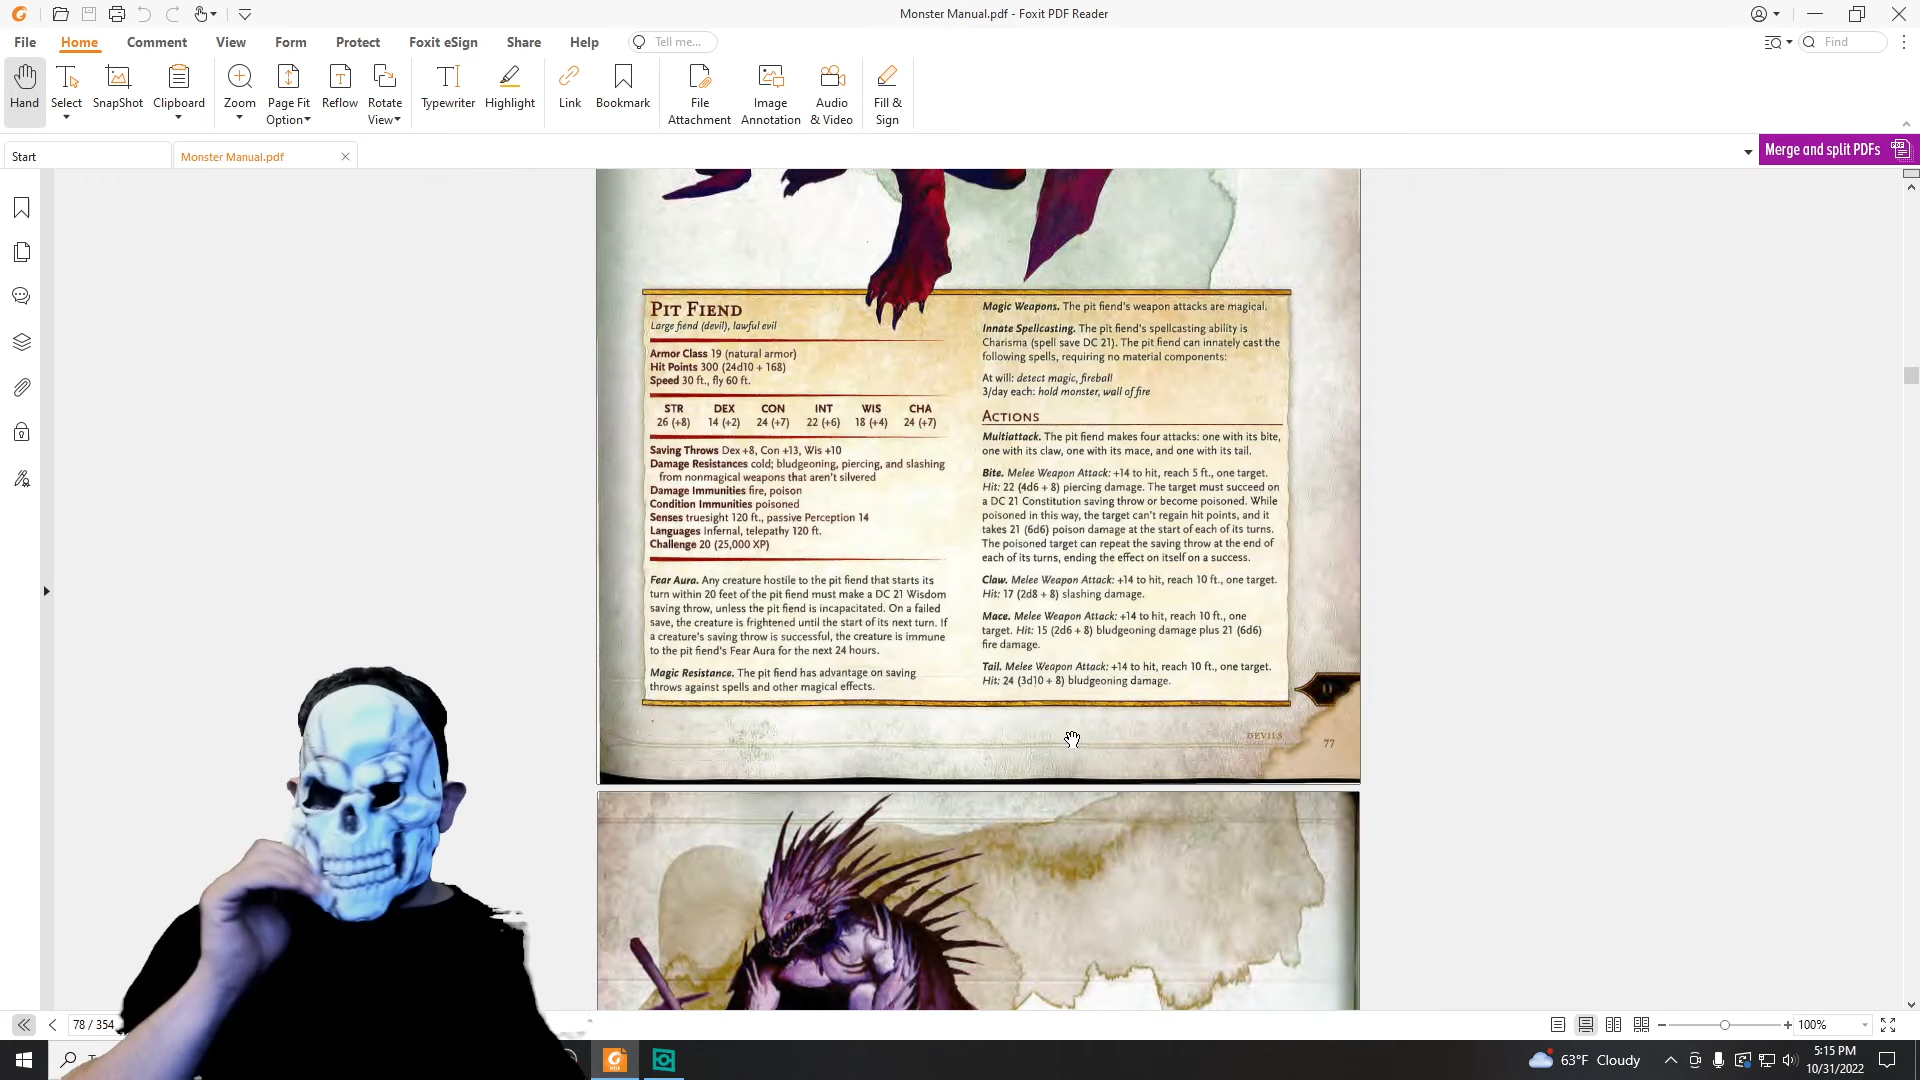 Monster Manual.pdf - Foxit PDF Reader
File Home Comment View Form Protect Foxit eSign Share Help Tell me... Find
Hand Select SnapShot Clipboard Zoom Page Fit Option Reflow Rotate View Typewriter Highlight Link Bookmark File Attachment Image Annotation Audio & Video Fill & Sign
Start Monster Manual.pdf Merge and split PDFs
PIT FIEND
Large fiend (devil), lawful evil
Armor Class 19 (natural armor)
Hit Points 300 (24d10 + 168)
Speed 30 ft., fly 60 ft.
STR DEX CON INT WIS CHA
26 (+8) 14 (+2) 24 (+7) 22 (+6) 18 (+4) 24 (+7)
Saving Throws Dex +8, Con +13, Wis +10
Damage Resistances cold; bludgeoning, piercing, and slashing
from nonmagical weapons that aren't silvered
Damage Immunities fire, poison
Condition Immunities poisoned
Senses truesight 120 ft., passive Perception 14
Languages Infernal, telepathy 120 ft.
Challenge 20 (25,000 XP)
Fear Aura. Any creature hostile to the pit fiend that starts its
turn within 20 feet of the pit fiend must make a DC 21 Wisdom
saving throw, unless the pit fiend is incapacitated. On a failed
save, the creature is frightened until the start of its next turn. If
a creature's saving throw is successful, the creature is immune
to the pit fiend's Fear Aura for the next 24 hours.
Magic Resistance. The pit fiend has advantage on saving
throws against spells and other magical effects.
Magic Weapons. The pit fiend's weapon attacks are magical.
Innate Spellcasting. The pit fiend's spellcasting ability is
Charisma (spell save DC 21). The pit fiend can innately cast the
following spells, requiring no material components:
At will: detect magic, fireball
3/day each: hold monster, wall of fire
ACTIONS
Multiattack. The pit fiend makes four attacks: one with its bite,
one with its claw, one with its mace, and one with its tail.
Bite. Melee Weapon Attack: +14 to hit, reach 5 ft., one target.
Hit: 22 (4d6 + 8) piercing damage. The target must succeed on
a DC 21 Constitution saving throw or become poisoned. While
poisoned in this way, the target can't regain hit points, and it
takes 21 (6d6) poison damage at the start of each of its turns.
The poisoned target can repeat the saving throw at the end of
each of its turns, ending the effect on itself on a success.
Claw. Melee Weapon Attack: +14 to hit, reach 10 ft., one target.
Hit: 17 (2d8 + 8) slashing damage.
Mace. Melee Weapon Attack: +14 to hit, reach 10 ft., one
target. Hit: 15 (2d6 + 8) bludgeoning damage plus 21 (6d6)
fire damage.
Tail. Melee Weapon Attack: +14 to hit, reach 10 ft., one target.
Hit: 24 (3d10 + 8) bludgeoning damage.
DEVILS
77
78 / 354 100%
63°F Cloudy
5:15 PM
10/31/2022